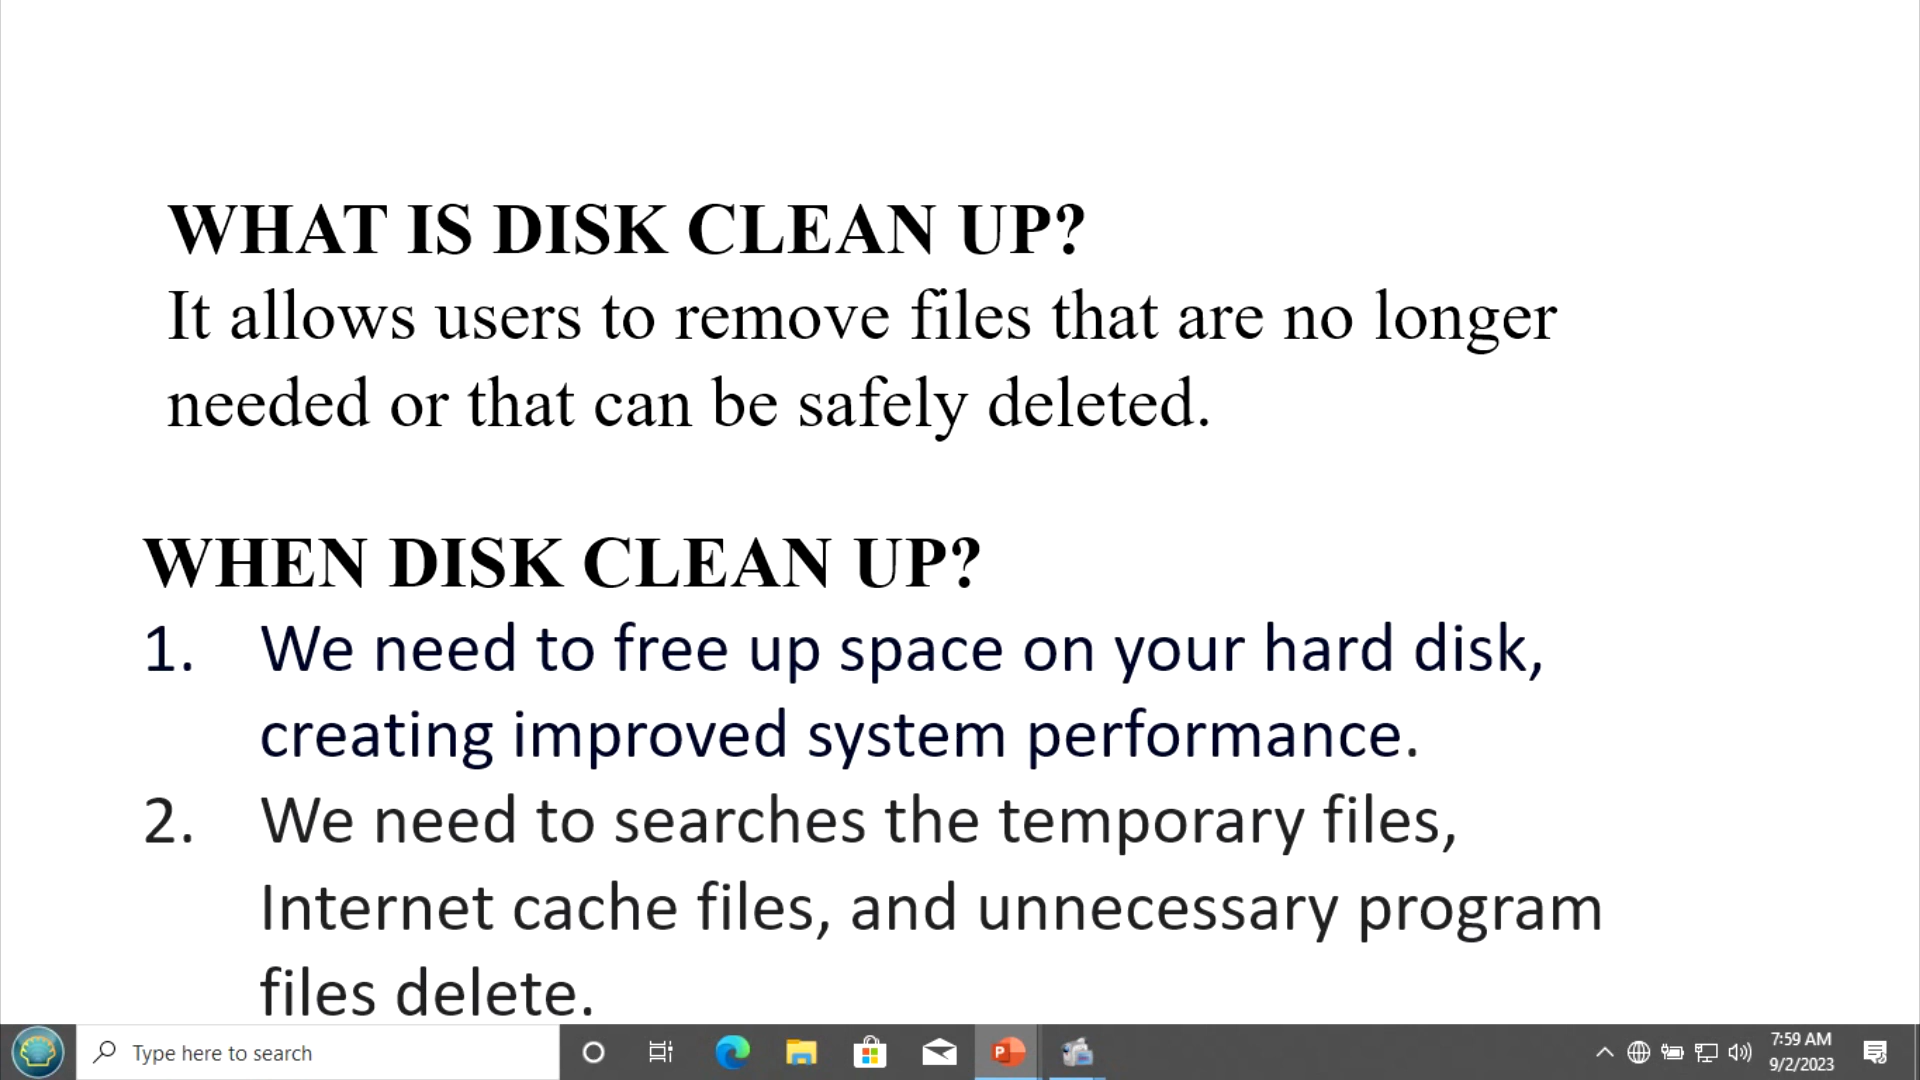 WHAT IS DISK CLEAN UP?
It allows users to remove files that are no longer
needed or that can be safely deleted.
WHEN DISK CLEAN UP?
1. We need to free up space on your hard disk,
creating improved system performance.
2. We need to searches the temporary files,
Internet cache files, and unnecessary program
files delete.
Type here to search
P
7:59 AM
9/2/2023